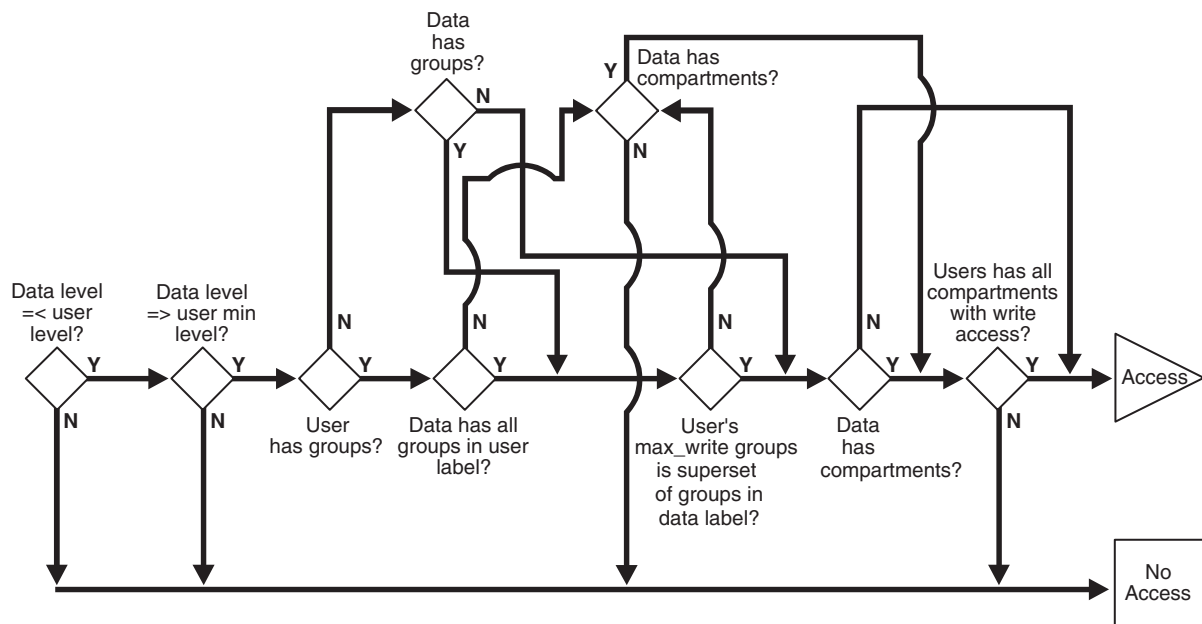 Data
has
groups?
Y
Data has
compartments?
N
Y
N
Data level
=< user
level?
Data level
=> user min
level?
Users has all
compartments
with write
access?
N
N
N
N
Y
Y
Y
Y
Y
Y
Y
Access
N
N
User
has groups?
Data has all
groups in user
label?
User's
max_write groups
is superset
of groups in
data label?
Data
has
compartments?
N
No
Access